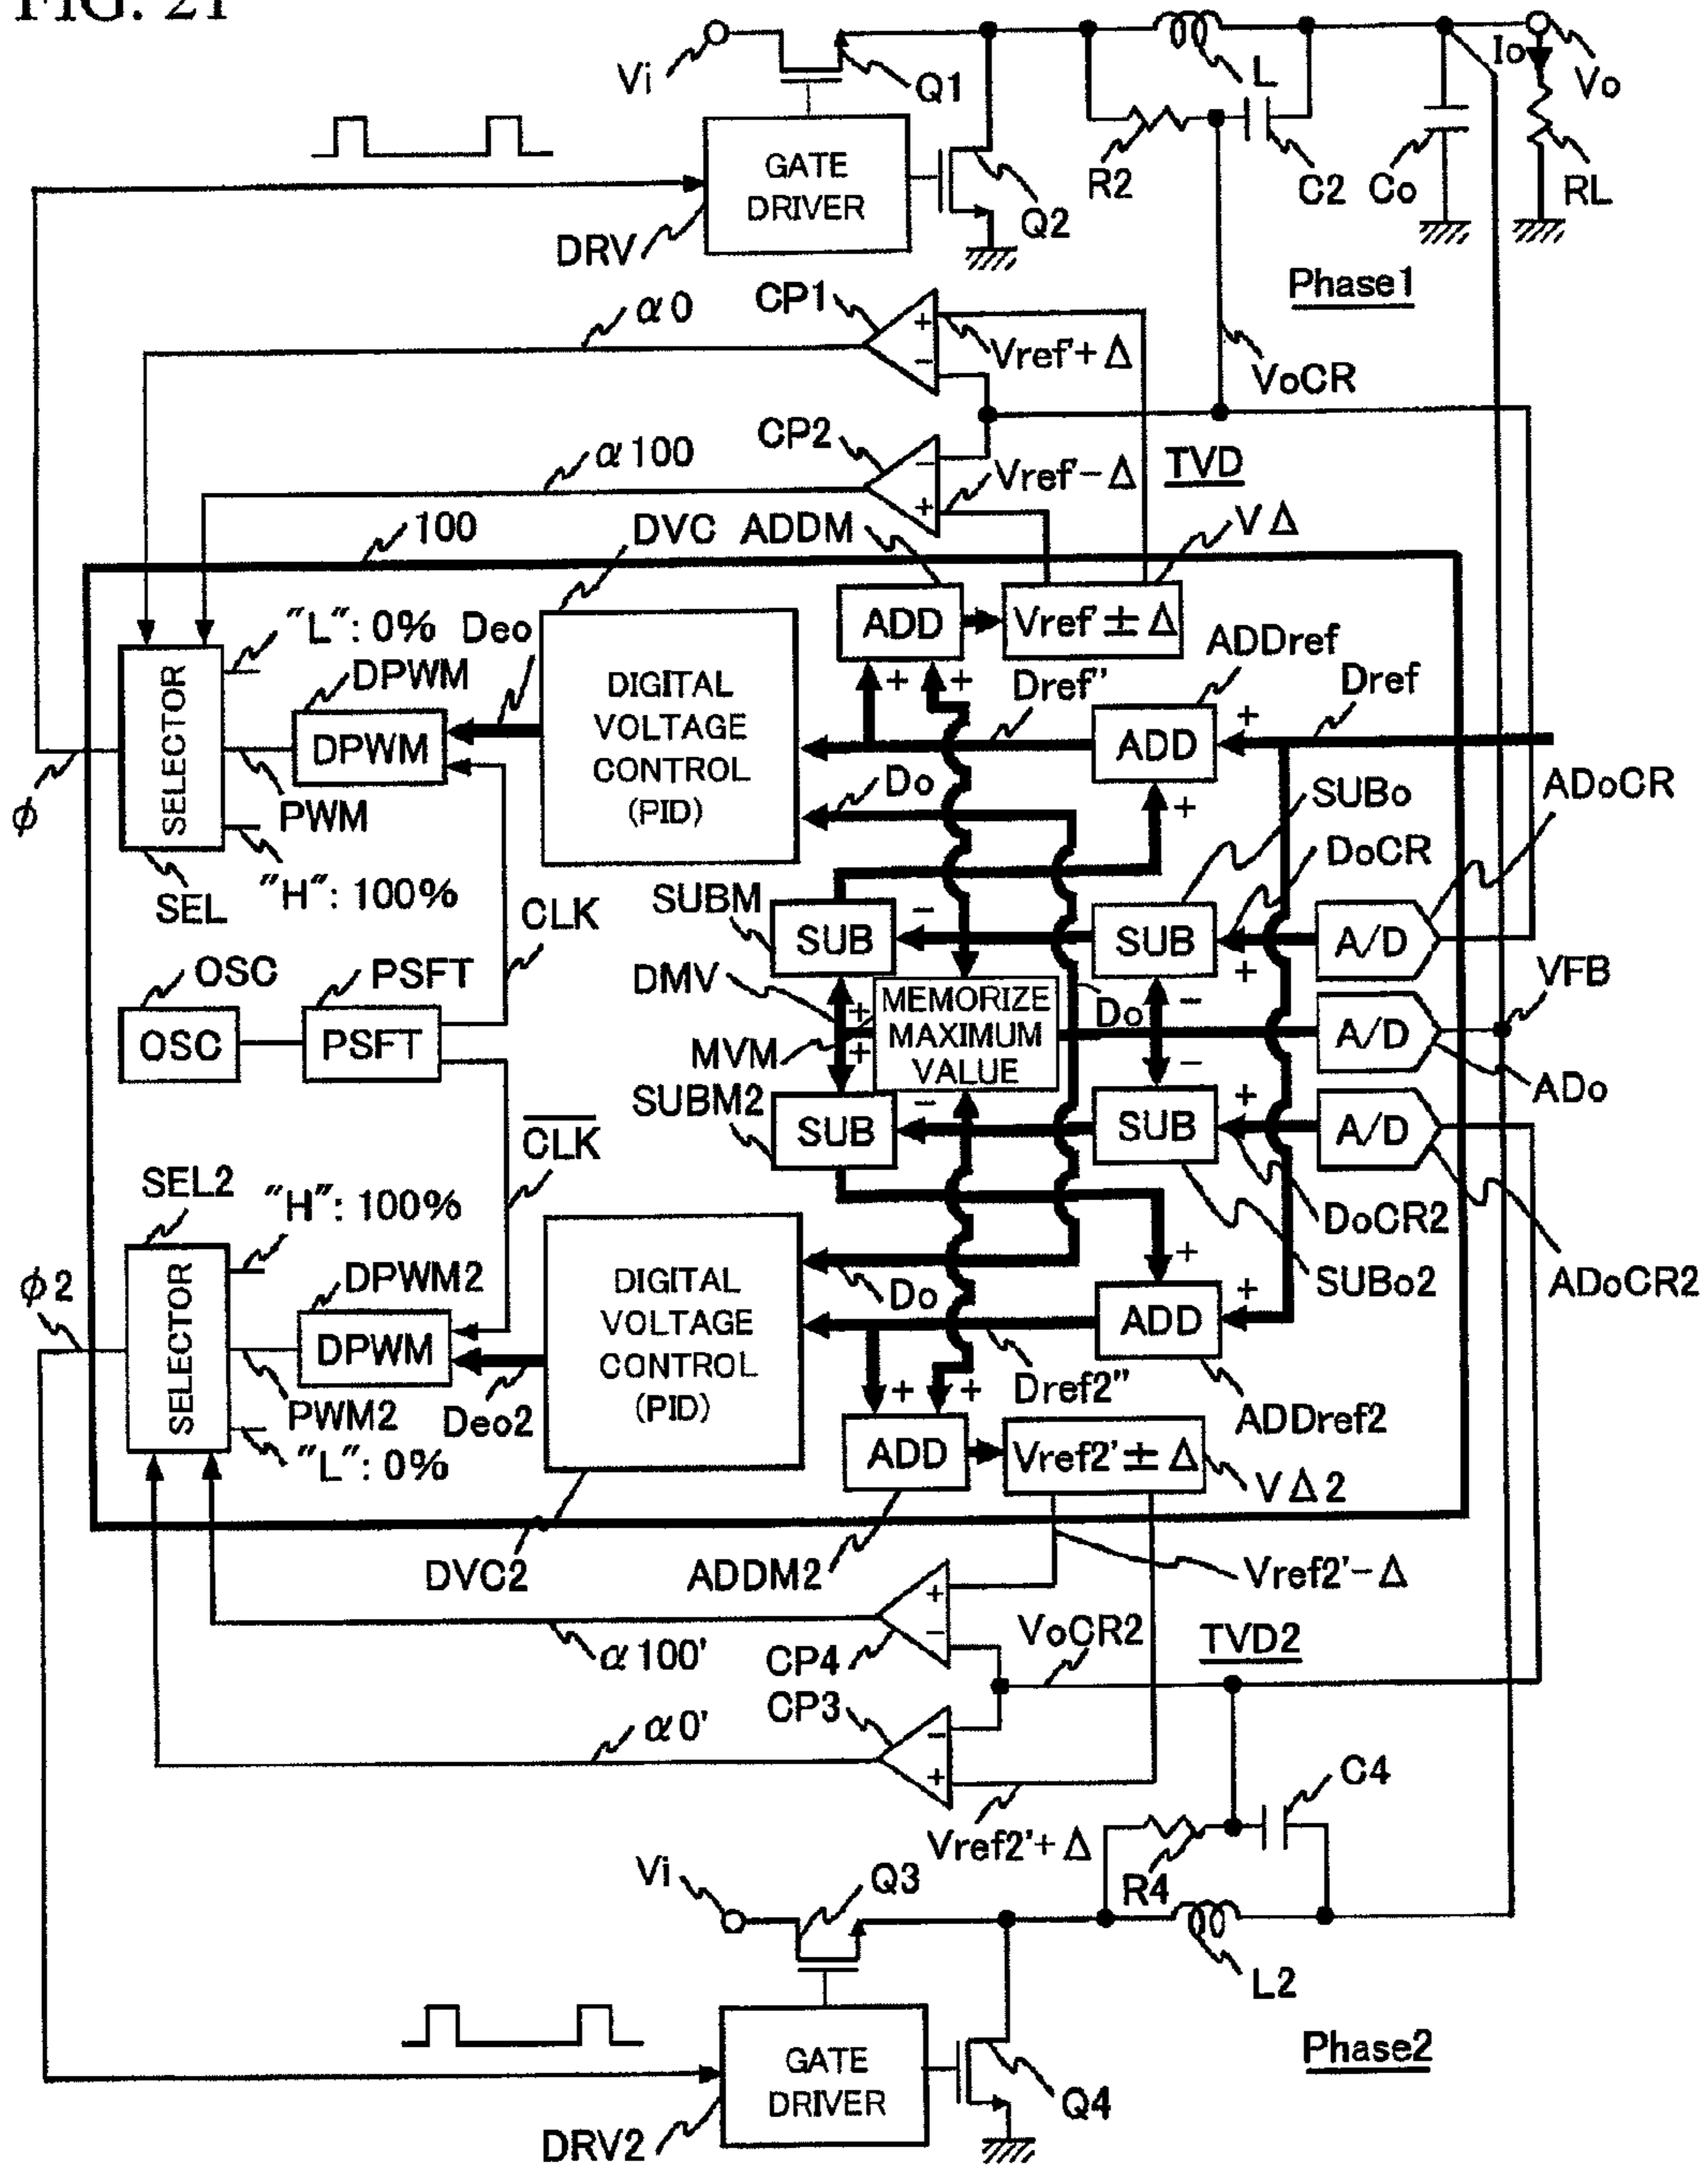 FIG. 21
Vi
Q1
L
Io
Vo
GATE
DRIVER
DRV
Q2
R2
C2
Co
RL
Phase1
α0
CP1
+
−
Vref'+Δ
VoCR
α100
CP2
−
+
Vref'−Δ
TVD
100
DVC
ADDM
VΔ
"L": 0%
Deo
ADD
Vref'±Δ
ADDref
SELECTOR
DPWM
DPWM
DIGITAL
VOLTAGE
CONTROL
(PID)
+
+
Dref"
ADD
+
Dref
φ
PWM
Do
+
SUBo
ADoCR
SEL
"H": 100%
CLK
SUBM
SUB
−
SUB
DoCR
+
A/D
OSC
PSFT
DMV
OSC
PSFT
MVM
+
+
MEMORIZE
MAXIMUM
VALUE
Do
−
−
A/D
VFB
ADo
SUBM2
SUB
−
SUB
+
A/D
CLK
SEL2
"H": 100%
DoCR2
SUBo2
ADoCR2
φ2
SELECTOR
DPWM2
DPWM
DIGITAL
VOLTAGE
CONTROL
(PID)
Do
+
ADD
+
PWM2
Deo2
+
+
Dref2"
ADDref2
"L": 0%
ADD
Vref2'±Δ
VΔ2
DVC2
ADDM2
Vref2'−Δ
α100'
CP4
+
−
VoCR2
TVD2
α0'
CP3
−
+
Vref2'+Δ
C4
R4
Vi
Q3
L2
GATE
DRIVER
DRV2
Q4
Phase2